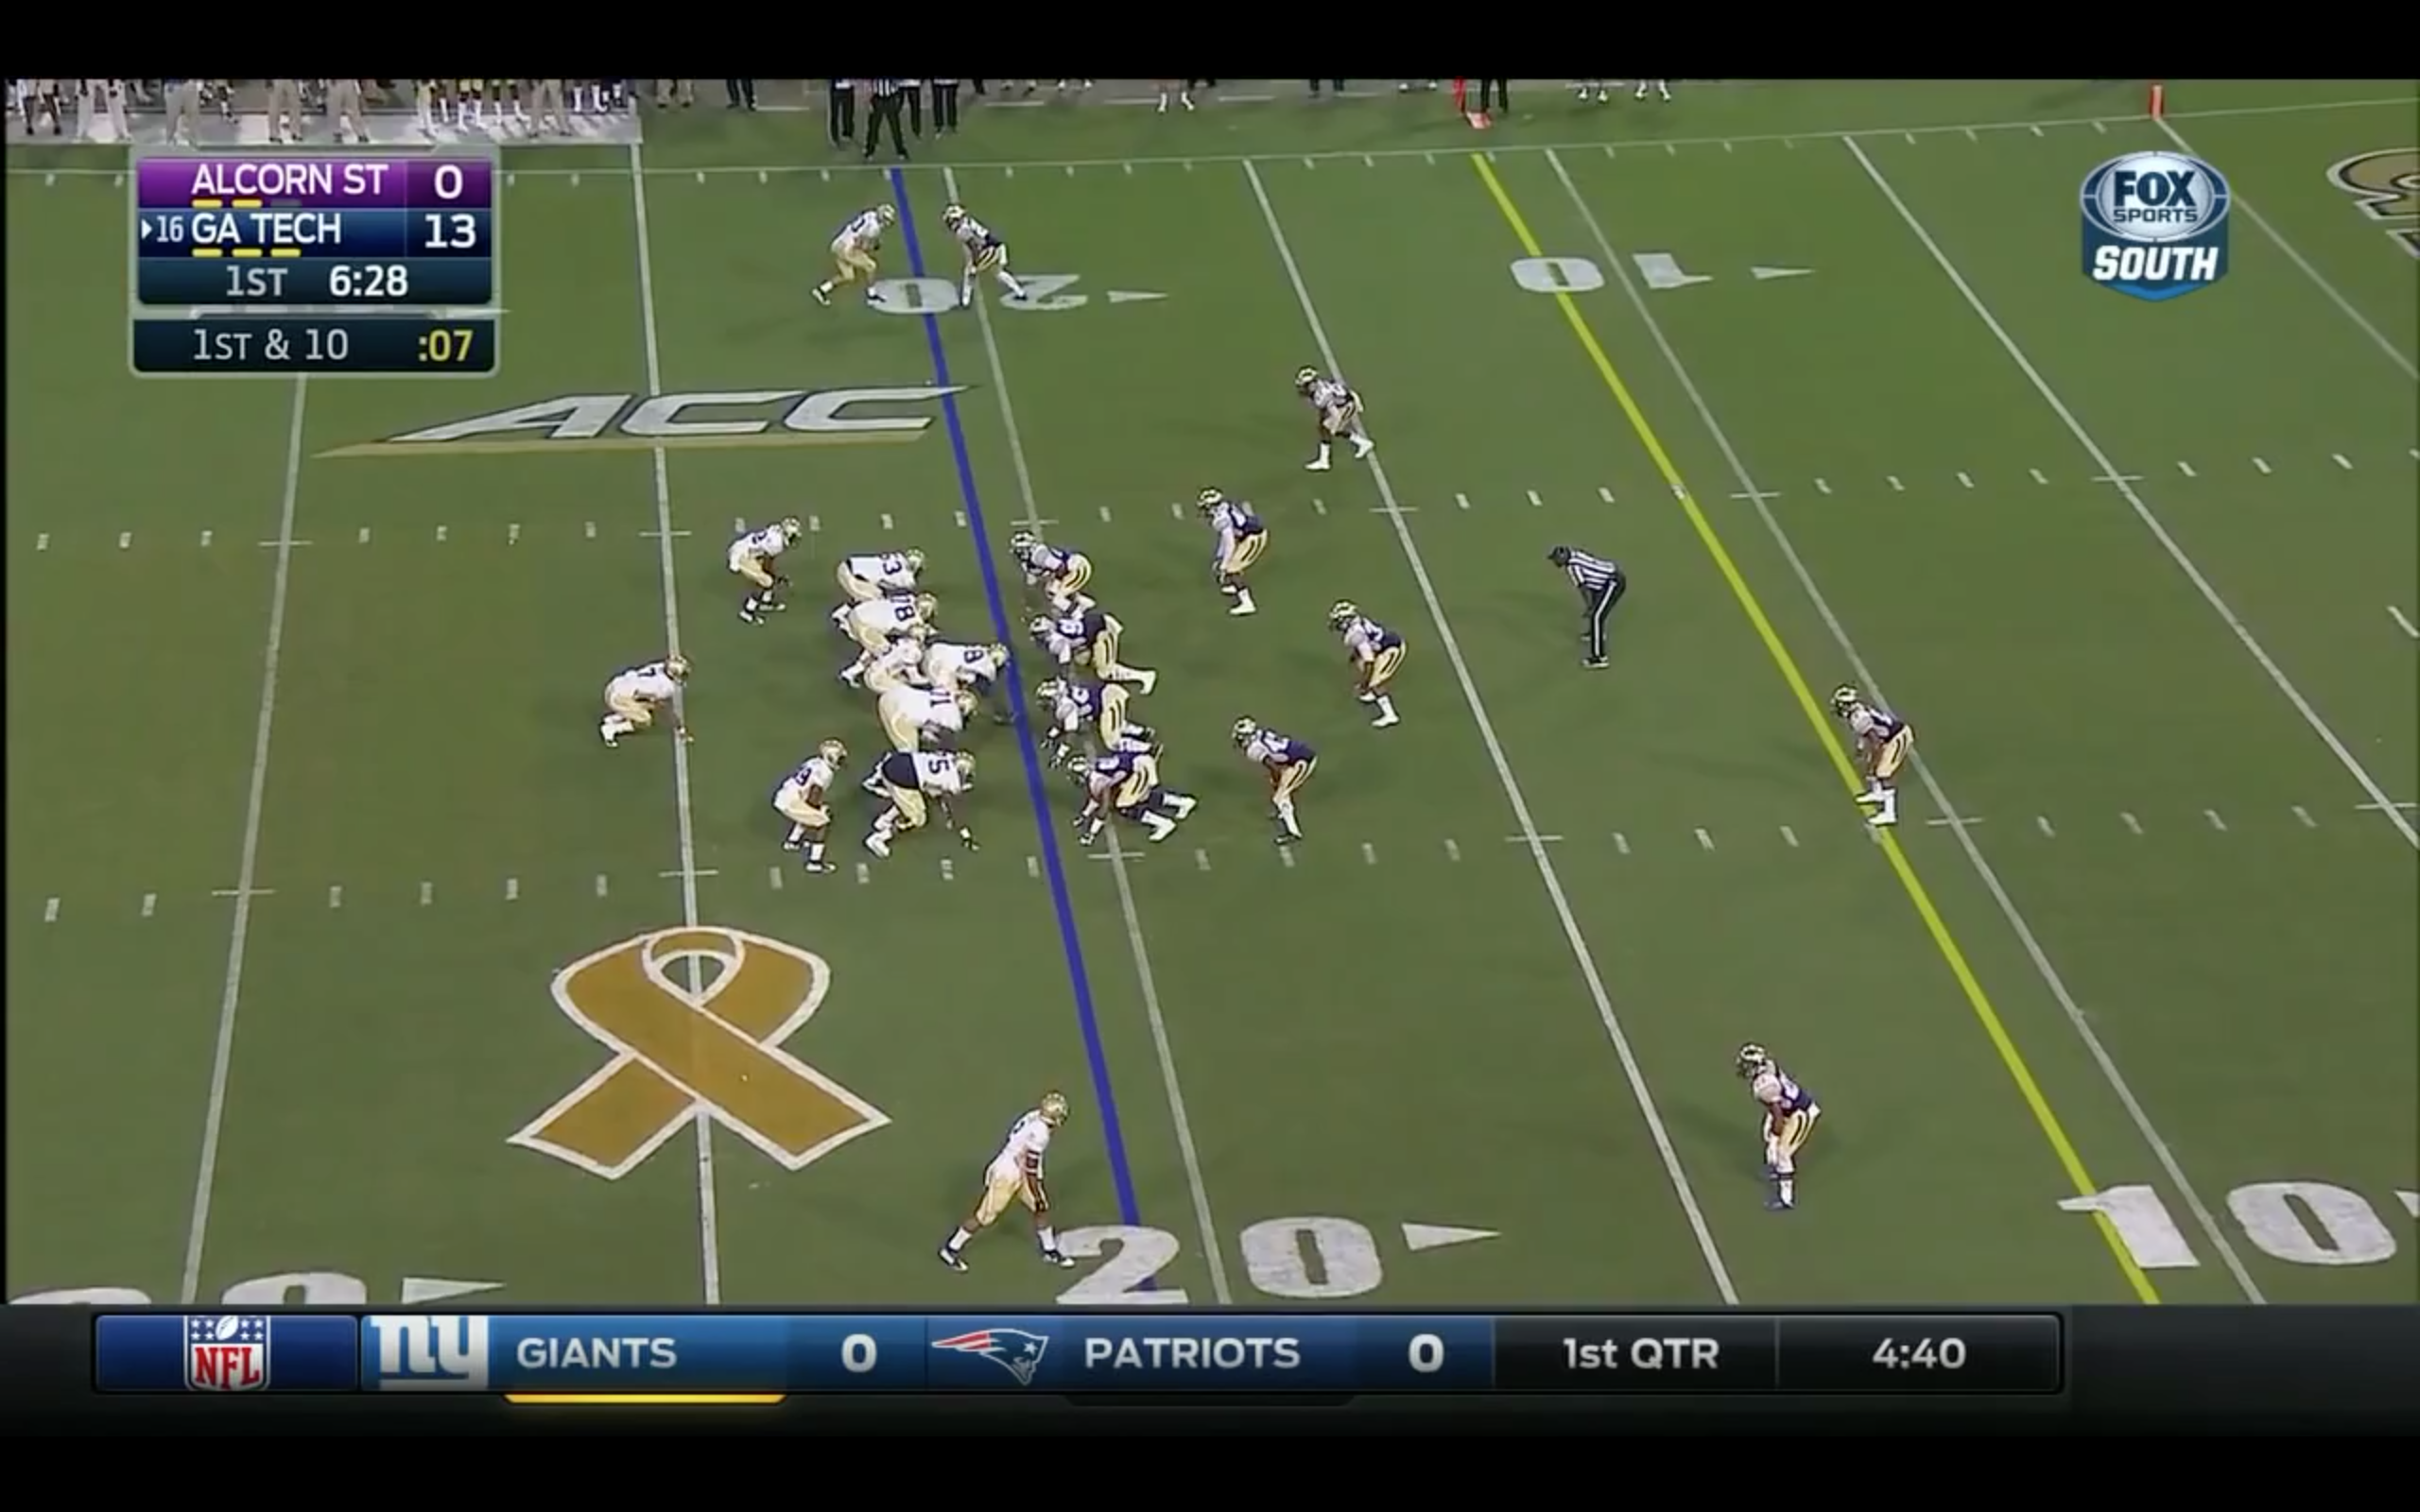 ALCORN ST 0
16 GA TECH 13
1ST 6:28
1ST & 10 :07
FOX
SPORTS
SOUTH
20
10
ACC
20
10
NFL
ny GIANTS 0 PATRIOTS 0 1st QTR 4:40